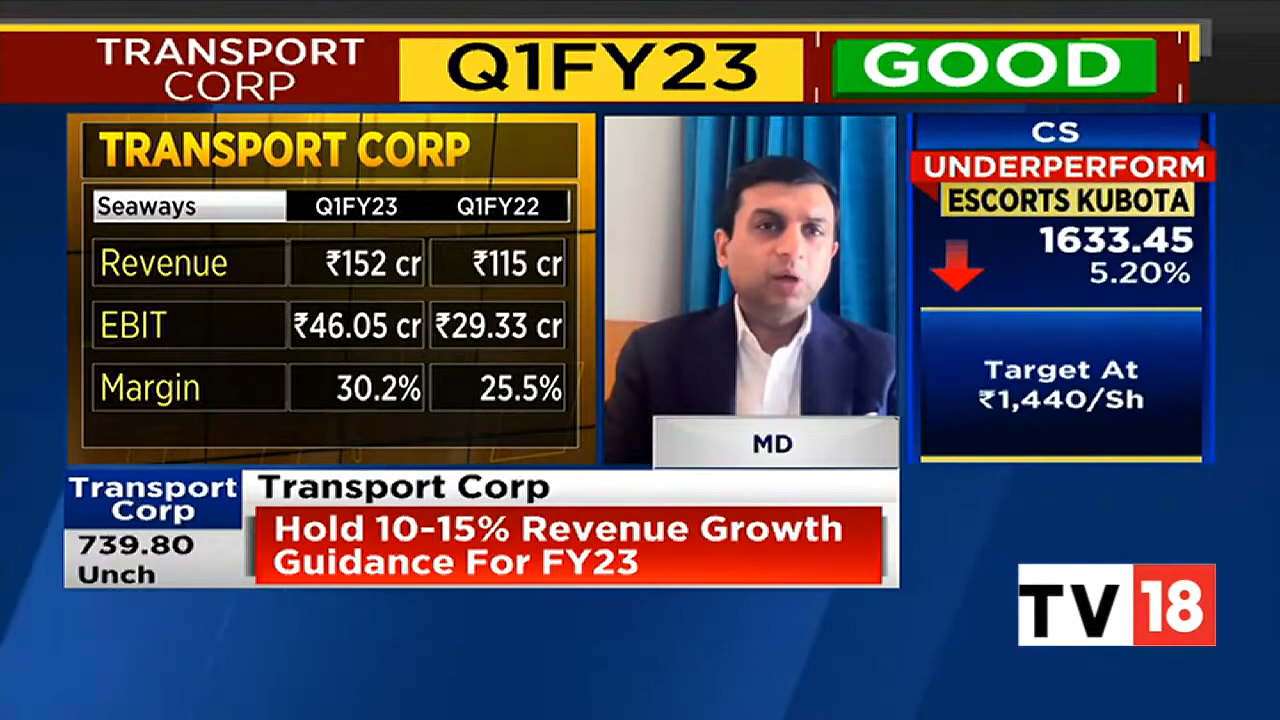 TRANSPORT
CORP
Q1FY23
GOOD
TRANSPORT CORP
Seaways Q1FY23 Q1FY22
Revenue ₹152 cr ₹115 cr
EBIT ₹46.05 cr ₹29.33 cr
Margin 30.2% 25.5%
MD
CS
UNDERPERFORM
ESCORTS KUBOTA
1633.45
5.20%
Target At
₹1,440/Sh
Transport
Corp
739.80
Unch
Transport Corp
Hold 10-15% Revenue Growth
Guidance For FY23
TV18